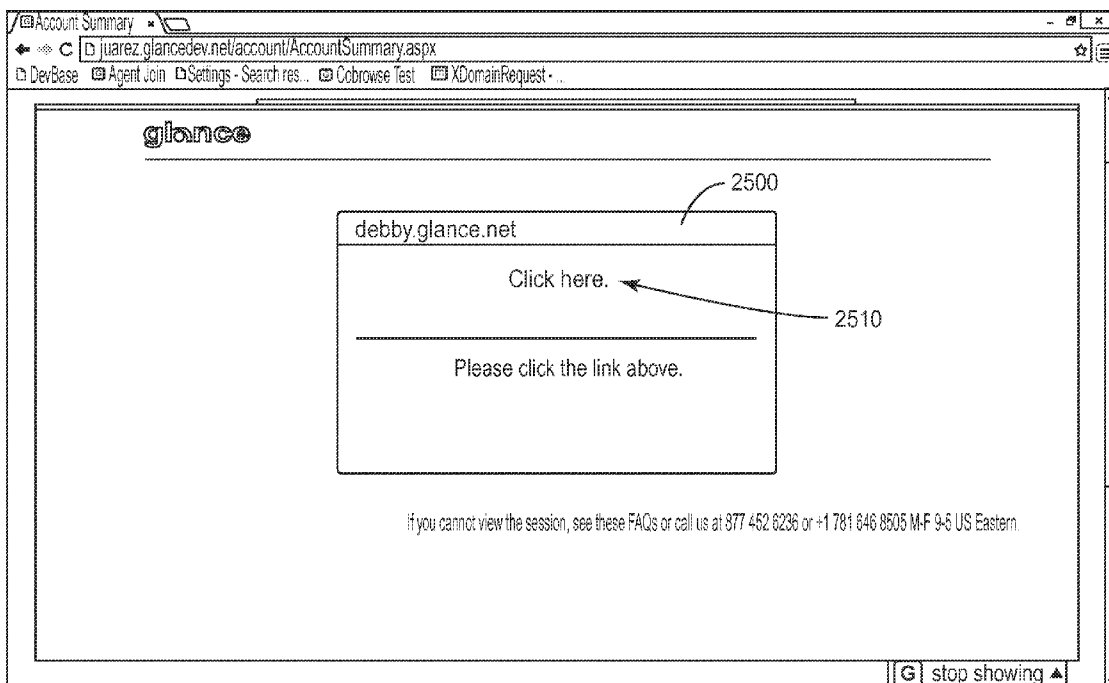 Account Summary
juarez.glancedev.net/account/AccountSummary.aspx
DevBase Agent Join Settings - Search res... Cobrowse Test XDomainRequest - ...
glance
2500
debby.glance.net
Click here.
2510
Please click the link above.
If you cannot view the session, see these FAQs or call us at 877 452 6236 or +1 781 646 8505 M-F 9-5 US Eastern.
G stop showing